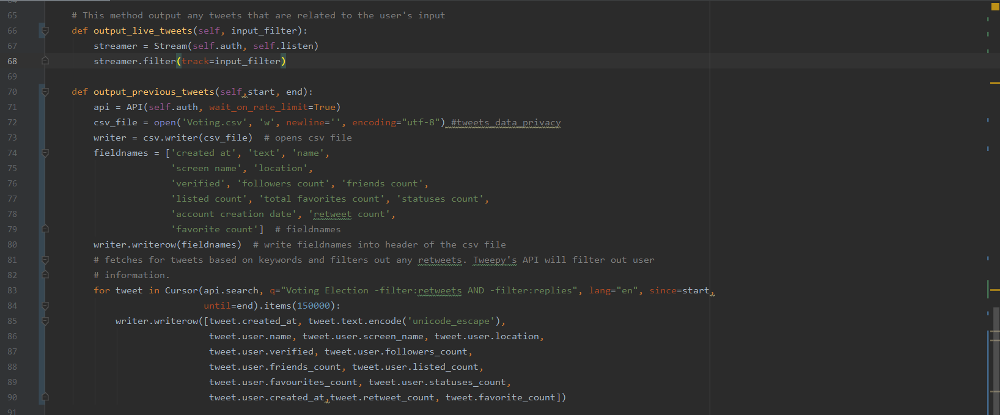 65 # This method output any tweets that are related to the user's input
66 def output_live_tweets(self, input_filter):
67 streamer = Stream(self.auth, self.listen)
68 streamer.filter(track=input_filter)
69
70 def output_previous_tweets(self,start, end):
71 api = API(self.auth, wait_on_rate_limit=True)
72 csv_file = open('Voting.csv', 'w', newline='', encoding="utf-8") #tweets_data_privacy
73 writer = csv.writer(csv_file)  # opens csv file
74 fieldnames = ['created at', 'text', 'name',
75 'screen name', 'location',
76 'verified', 'followers count', 'friends count',
77 'listed count', 'total favorites count', 'statuses count',
78 'account creation date', 'retweet count',
79 'favorite count']  # fieldnames
80 writer.writerow(fieldnames)  # write fieldnames into header of the csv file
81 # fetches for tweets based on keywords and filters out any retweets. Tweepy's API will filter out user
82 # information.
83 for tweet in Cursor(api.search, q="Voting Election -filter:retweets AND -filter:replies", lang="en", since=start,
84 until=end).items(150000):
85 writer.writerow([tweet.created_at, tweet.text.encode('unicode_escape'),
86 tweet.user.name, tweet.user.screen_name, tweet.user.location,
87 tweet.user.verified, tweet.user.followers_count,
88 tweet.user.friends_count, tweet.user.listed_count,
89 tweet.user.favourites_count, tweet.user.statuses_count,
90 tweet.user.created_at,tweet.retweet_count, tweet.favorite_count])
91